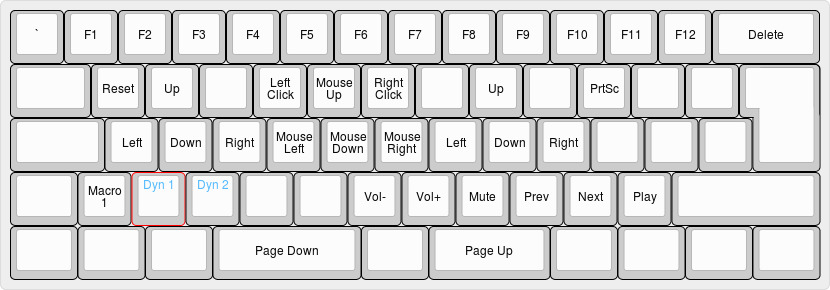 ` F1 F2 F3 F4 F5 F6 F7 F8 F9 F10 F11 F12 Delete
Reset Up Left Click Mouse Up Right Click Up PrtSc
Left Down Right Mouse Left Mouse Down Mouse Right Left Down Right
Macro 1 Dyn 1 Dyn 2 Vol- Vol+ Mute Prev Next Play
Page Down Page Up